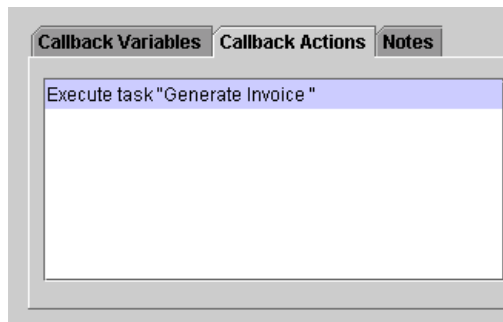 Callback Variables Callback Actions Notes
Execute task "Generate Invoice "